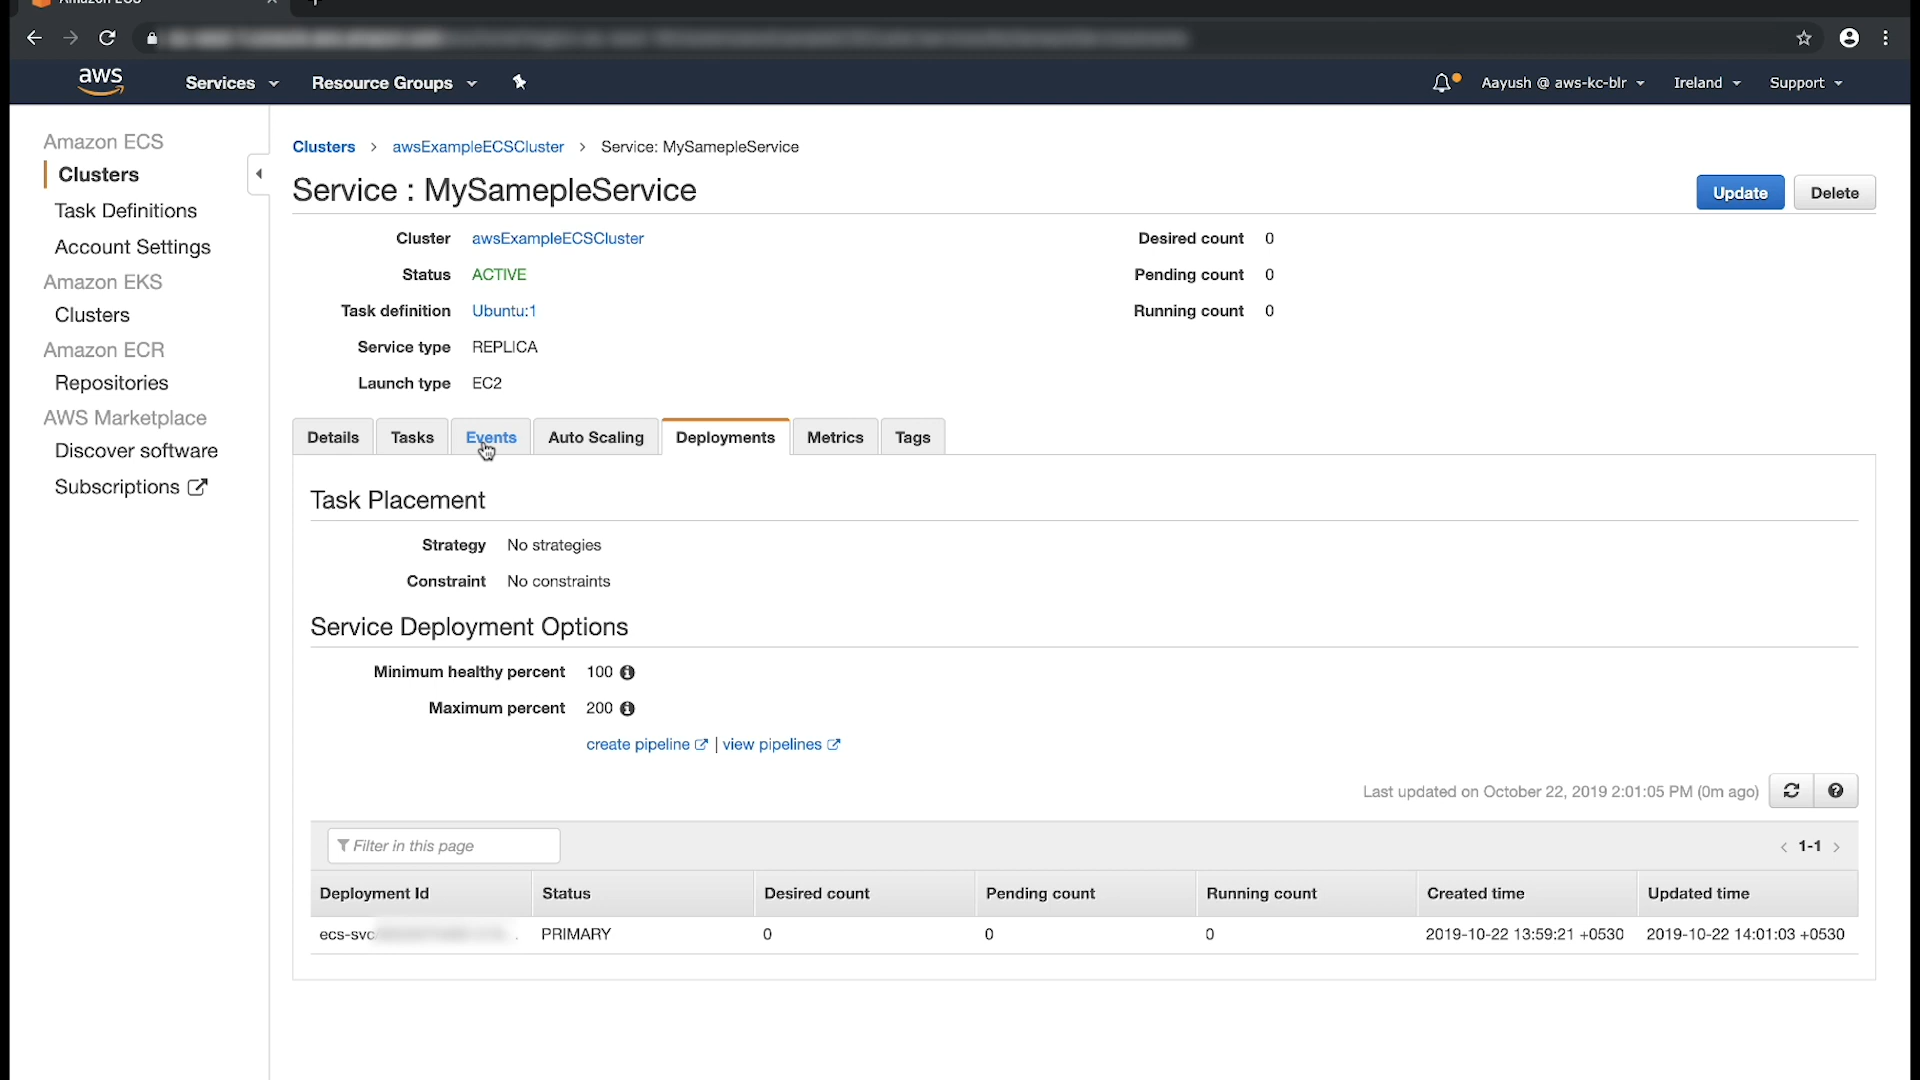 aws
Services
Resource Groups
Aayush @ aws-kc-blr
Ireland
Support
Amazon ECS
Clusters
Task Definitions
Account Settings
Amazon EKS
Clusters
Amazon ECR
Repositories
AWS Marketplace
Discover software
Subscriptions
Clusters > awsExampleECSCluster > Service: MySamepleService
Service : MySamepleService
Update
Delete
Cluster awsExampleECSCluster
Status ACTIVE
Task definition Ubuntu:1
Service type REPLICA
Launch type EC2
Desired count 0
Pending count 0
Running count 0
Details Tasks Events Auto Scaling Deployments Metrics Tags
Task Placement
Strategy No strategies
Constraint No constraints
Service Deployment Options
Minimum healthy percent 100
Maximum percent 200
create pipeline | view pipelines
Last updated on October 22, 2019 2:01:05 PM (0m ago)
Filter in this page
< 1-1 >
Deployment Id Status Desired count Pending count Running count Created time Updated time
ecs-svc PRIMARY 0 0 0 2019-10-22 13:59:21 +0530 2019-10-22 14:01:03 +0530